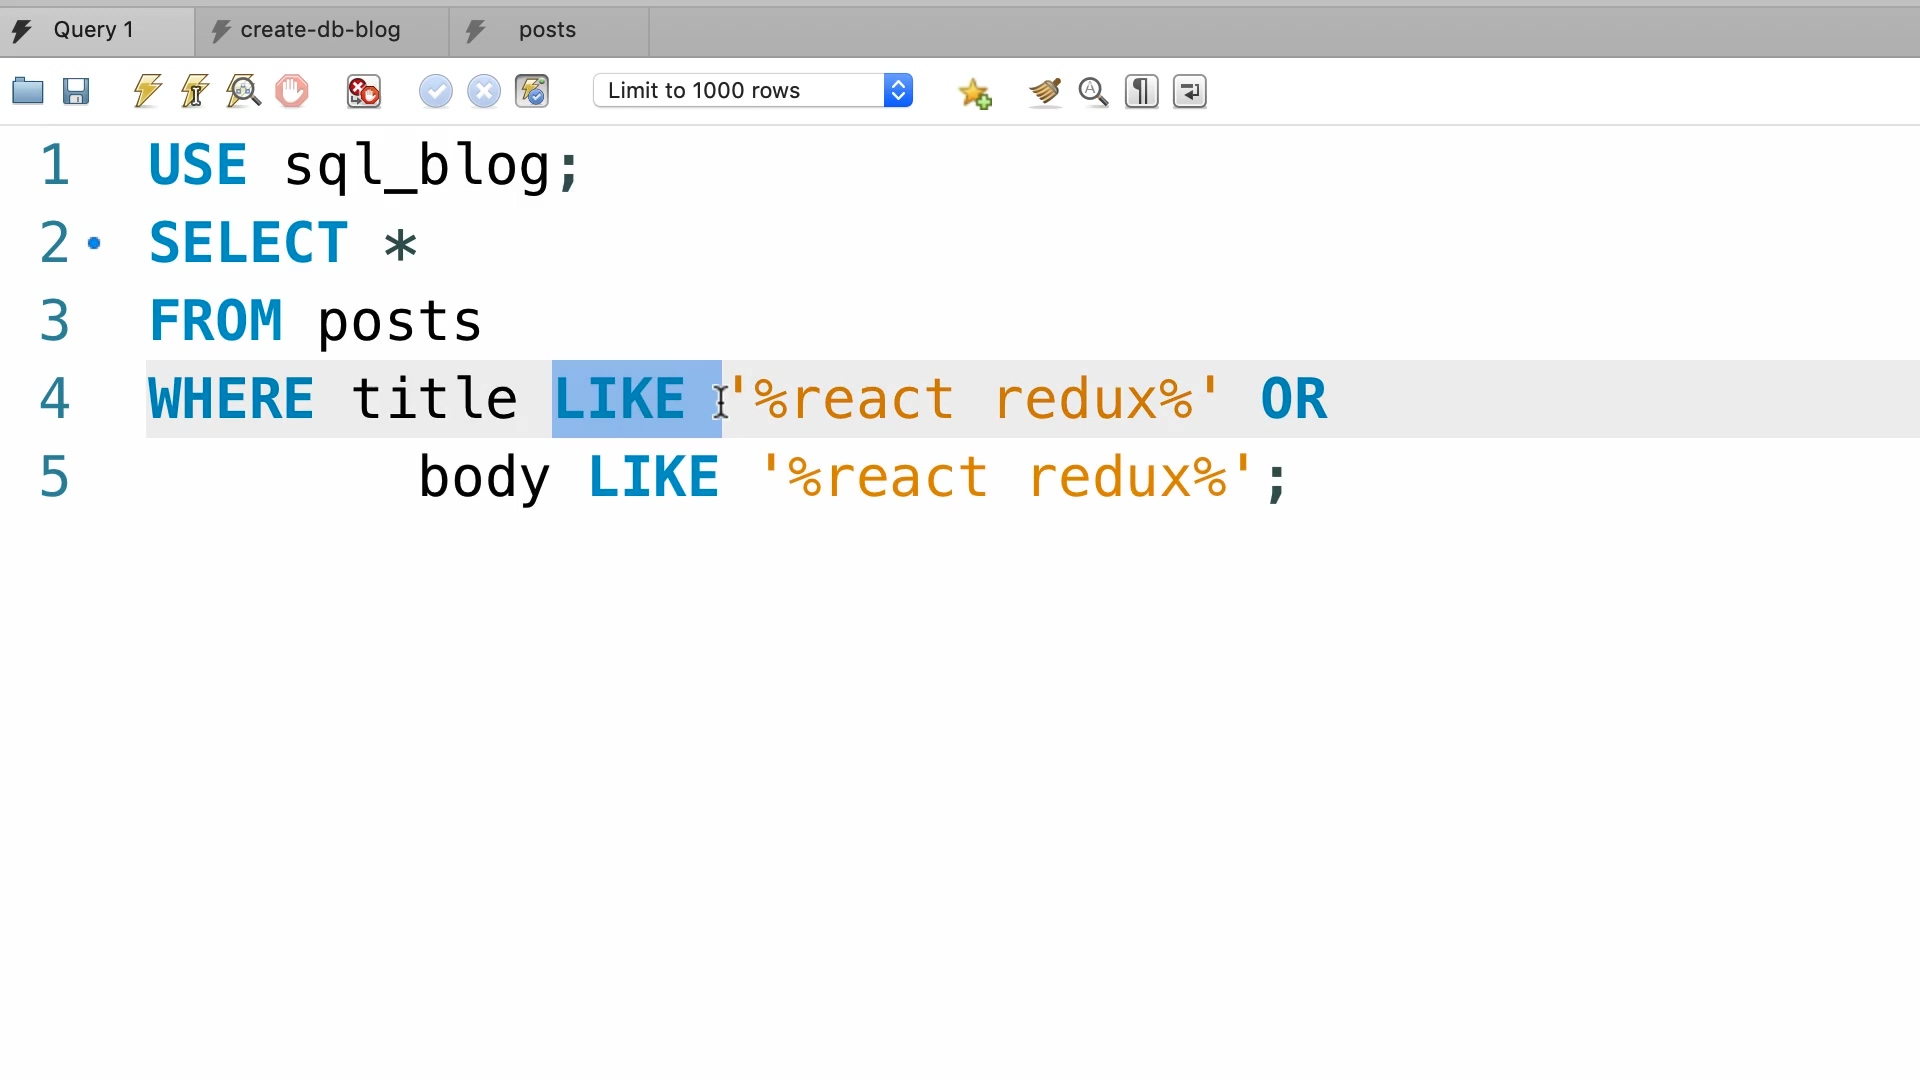 Query 1 create-db-blog posts
Limit to 1000 rows
1 USE sql_blog;
2 SELECT *
3 FROM posts
4 WHERE title LIKE '%react redux%' OR
5 body LIKE '%react redux%';